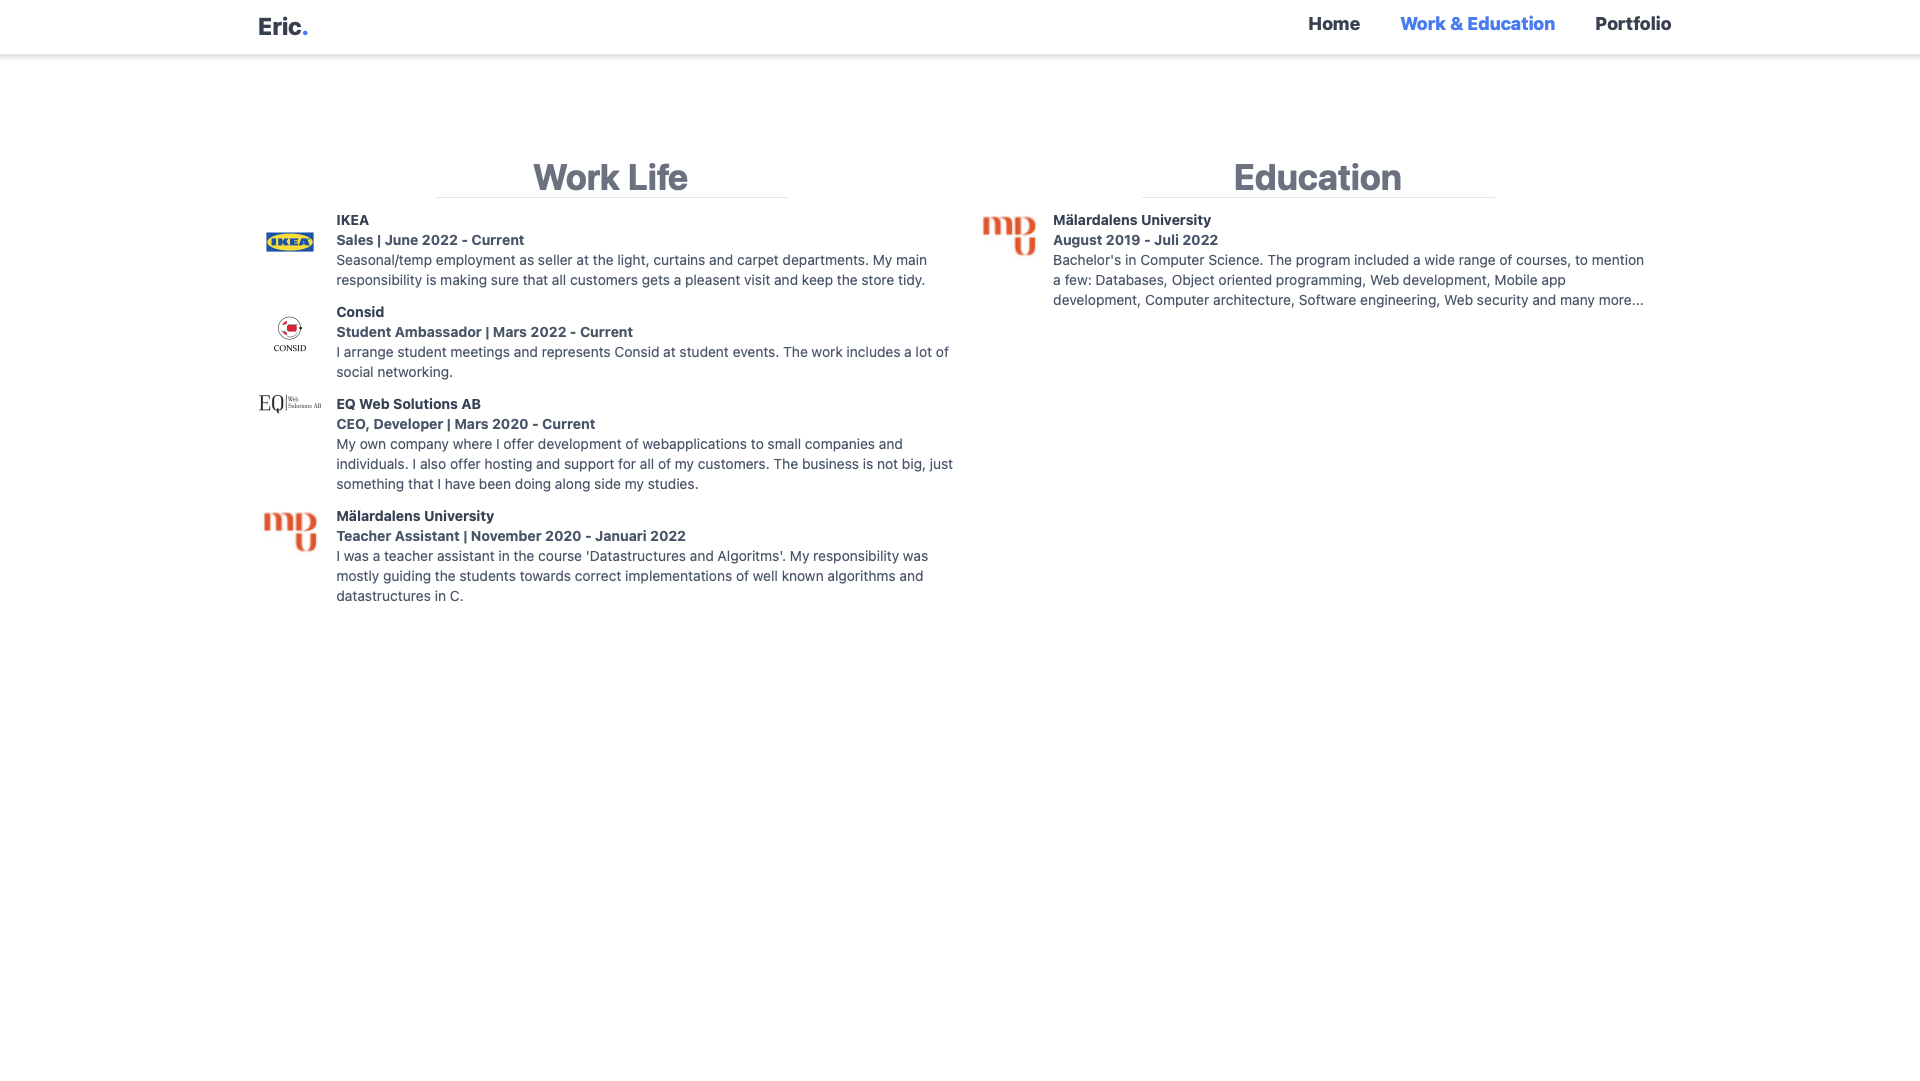 Eric.
Home
Work & Education
Portfolio
Work Life
IKEA
IKEA
Sales | June 2022 - Current
Seasonal/temp employment as seller at the light, curtains and carpet departments. My main
responsibility is making sure that all customers gets a pleasent visit and keep the store tidy.
CONSID
Consid
Student Ambassador | Mars 2022 - Current
I arrange student meetings and represents Consid at student events. The work includes a lot of
social networking.
EQ Web
Solutions AB
EQ Web Solutions AB
CEO, Developer | Mars 2020 - Current
My own company where I offer development of webapplications to small companies and
individuals. I also offer hosting and support for all of my customers. The business is not big, just
something that I have been doing along side my studies.
MDU
Mälardalens University
Teacher Assistant | November 2020 - Januari 2022
I was a teacher assistant in the course 'Datastructures and Algoritms'. My responsibility was
mostly guiding the students towards correct implementations of well known algorithms and
datastructures in C.
Education
MDU
Mälardalens University
August 2019 - Juli 2022
Bachelor's in Computer Science. The program included a wide range of courses, to mention
a few: Databases, Object oriented programming, Web development, Mobile app
development, Computer architecture, Software engineering, Web security and many more...